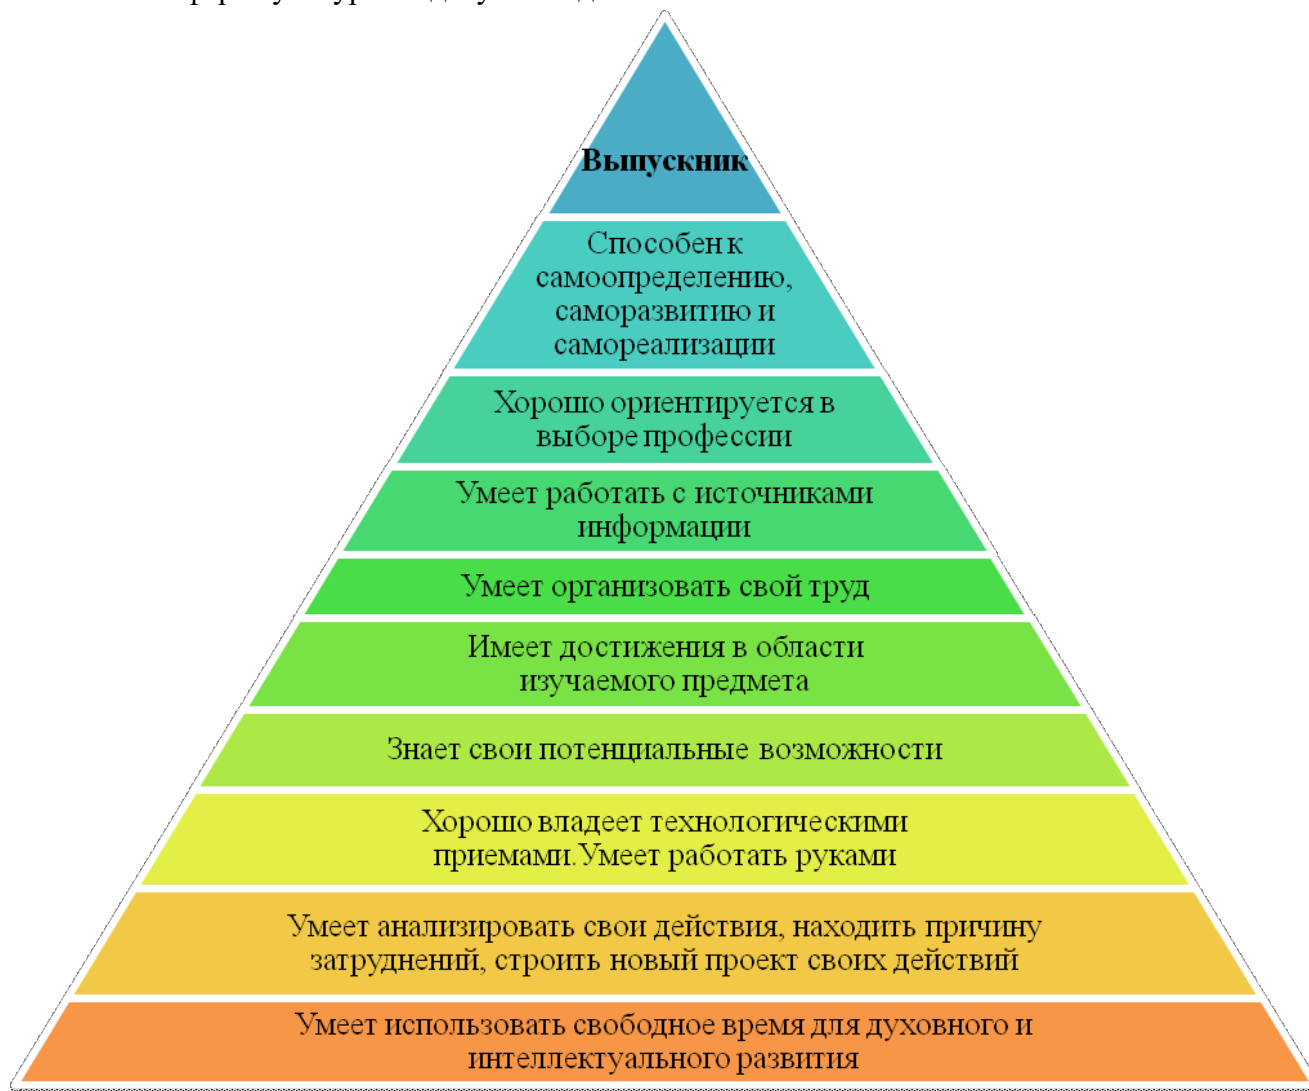 Выпускник
Способен к
самоопределению,
саморазвитию и
самореализации
Хорошо ориентируется в
выборе профессии
Умеет работать с источниками
информации
Умеет организовать свой труд
Имеет достижения в области
изучаемого предмета
Знает свои потенциальные возможности
Хорошо владеет технологическими
приемами.Умеет работать руками
Умеет анализировать свои действия, находить причину
затруднений, строить новый проект своих действий
Умеет использовать свободное время для духовного и
интеллектуального развития